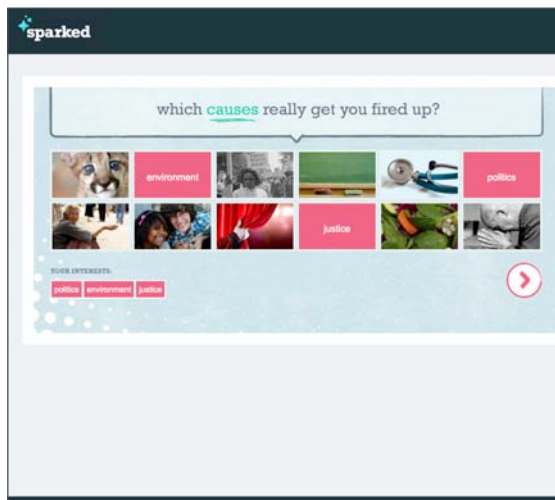 sparked
which causes really get you fired up?
environment
politics
justice
YOUR INTERESTS:
politics environment justice